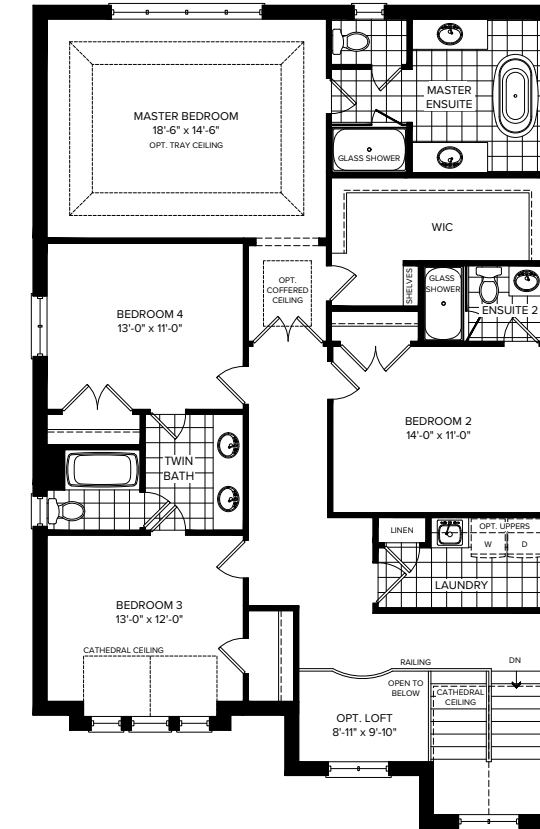 MASTER BEDROOM
18'-6" x 14'-6"
OPT. TRAY CEILING
MASTER
ENSUITE
GLASS SHOWER
WIC
SHELVES
OPT.
COFFERED
CEILING
GLASS
SHOWER
ENSUITE 2
BEDROOM 4
13'-0" x 11'-0"
BEDROOM 2
14'-0" x 11'-0"
TWIN
BATH
LINEN
OPT. UPPERS
W
D
LAUNDRY
BEDROOM 3
13'-0" x 12'-0"
CATHEDRAL CEILING
RAILING
DN
OPEN TO
BELOW
CATHEDRAL
CEILING
OPT. LOFT
8'-11" x 9'-10"